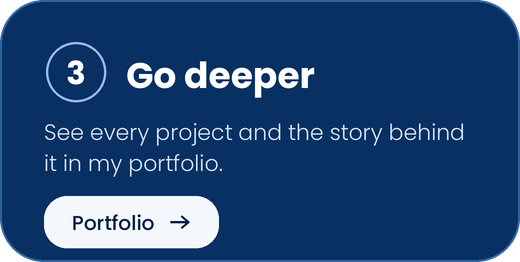 3 Go deeper
See every project and the story behind
it in my portfolio.
Portfolio →